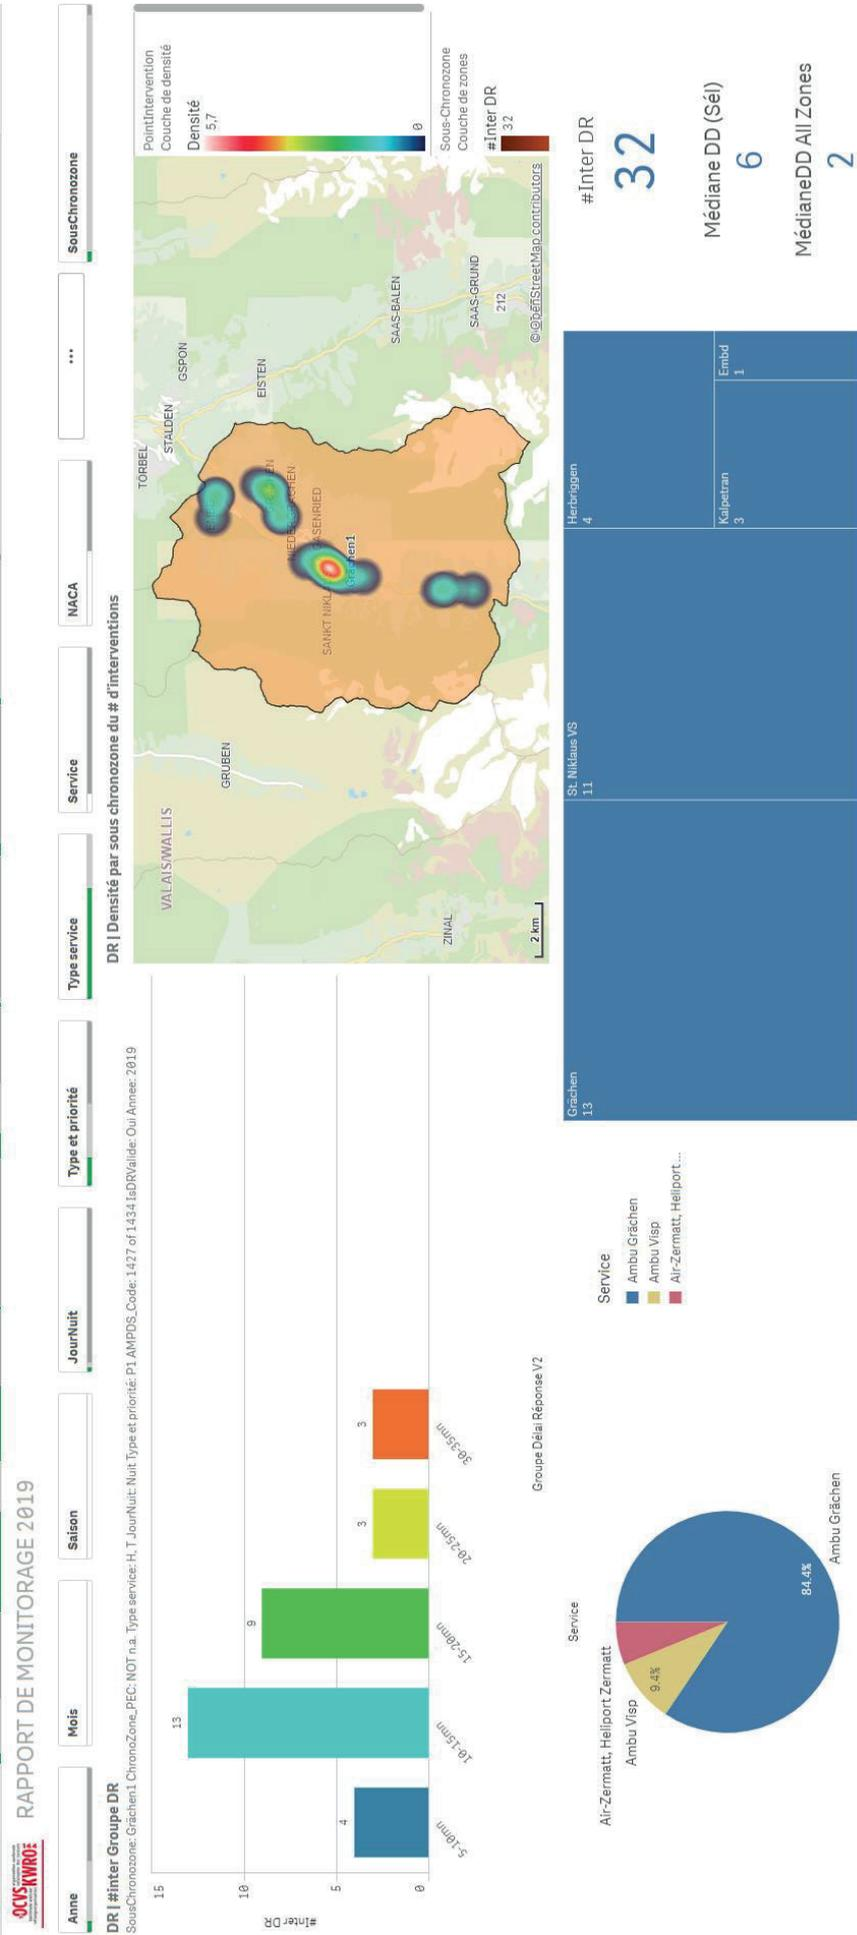 OCVS
KWRO
RAPPORT DE MONITORAGE 2019
Anne
Mois
Saison
JourNuit
Type et priorité
Type service
Service
NACA
...
SousChronozone
DR | #inter Groupe DR
SousChronozone: Grächen1 ChronoZone_PEC: NOT n.a. Type service: H, T JourNuit: Nuit Type et priorité: P1 AMPDS_Code: 1427 of 1434 IsDRValide: Oui Annee: 2019
#Inter DR
15
10
5
0
4
13
9
3
3
5-10mn
10-15mn
15-20mn
20-25mn
30-35mn
Groupe Délai Réponse V2
DR | Densité par sous chronozone du # d'interventions
VALAIS/WALLIS
GRUBEN
ZINAL
TÖRBEL
STALDEN
GSPON
EISTEN
SAAS-BALEN
SAAS-GRUND
212
SANKT NIKL
GASENRIED
Grächen1
2 km
© OpenStreetMap contributors
PointIntervention
Couche de densité
Densité
5,7
0
Sous-Chronozone
Couche de zones
#Inter DR
32
Service
Air-Zermatt, Heliport Zermatt
Ambu Visp
9.4%
84.4%
Ambu Grächen
Service
Ambu Grächen
Ambu Visp
Air-Zermatt, Heliport ...
Grächen
13
St. Niklaus VS
11
Herbriggen
4
Kalpetran
3
Embd
1
#Inter DR
32
Médiane DD (Sél)
6
MédianeDD All Zones
2